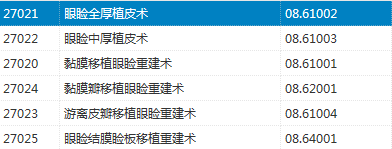 27021 眼睑全厚植皮术 08.61002
27022 眼睑中厚植皮术 08.61003
27020 黏膜移植眼睑重建术 08.61001
27024 黏膜瓣移植眼睑重建术 08.62001
27023 游离皮瓣移植眼睑重建术 08.61004
27025 眼睑结膜睑板移植重建术 08.64001